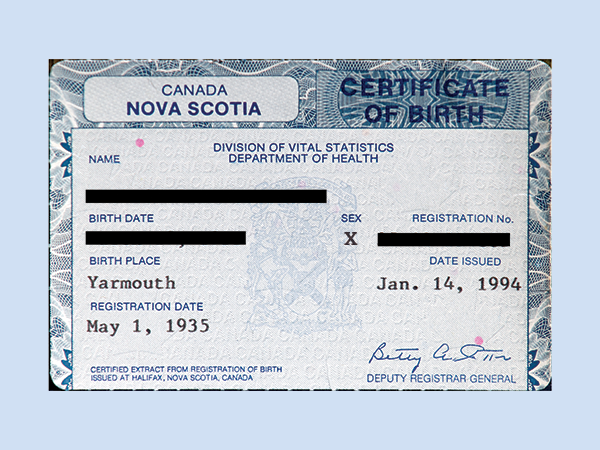 CANADA
NOVA SCOTIA
CERTIFICATE
OF BIRTH
DIVISION OF VITAL STATISTICS
DEPARTMENT OF HEALTH
NAME
BIRTH DATE
SEX
REGISTRATION No.
X
BIRTH PLACE
DATE ISSUED
Yarmouth
Jan. 14, 1994
REGISTRATION DATE
May 1, 1935
CERTIFIED EXTRACT FROM REGISTRATION OF BIRTH
ISSUED AT HALIFAX, NOVA SCOTIA, CANADA
DEPUTY REGISTRAR GENERAL